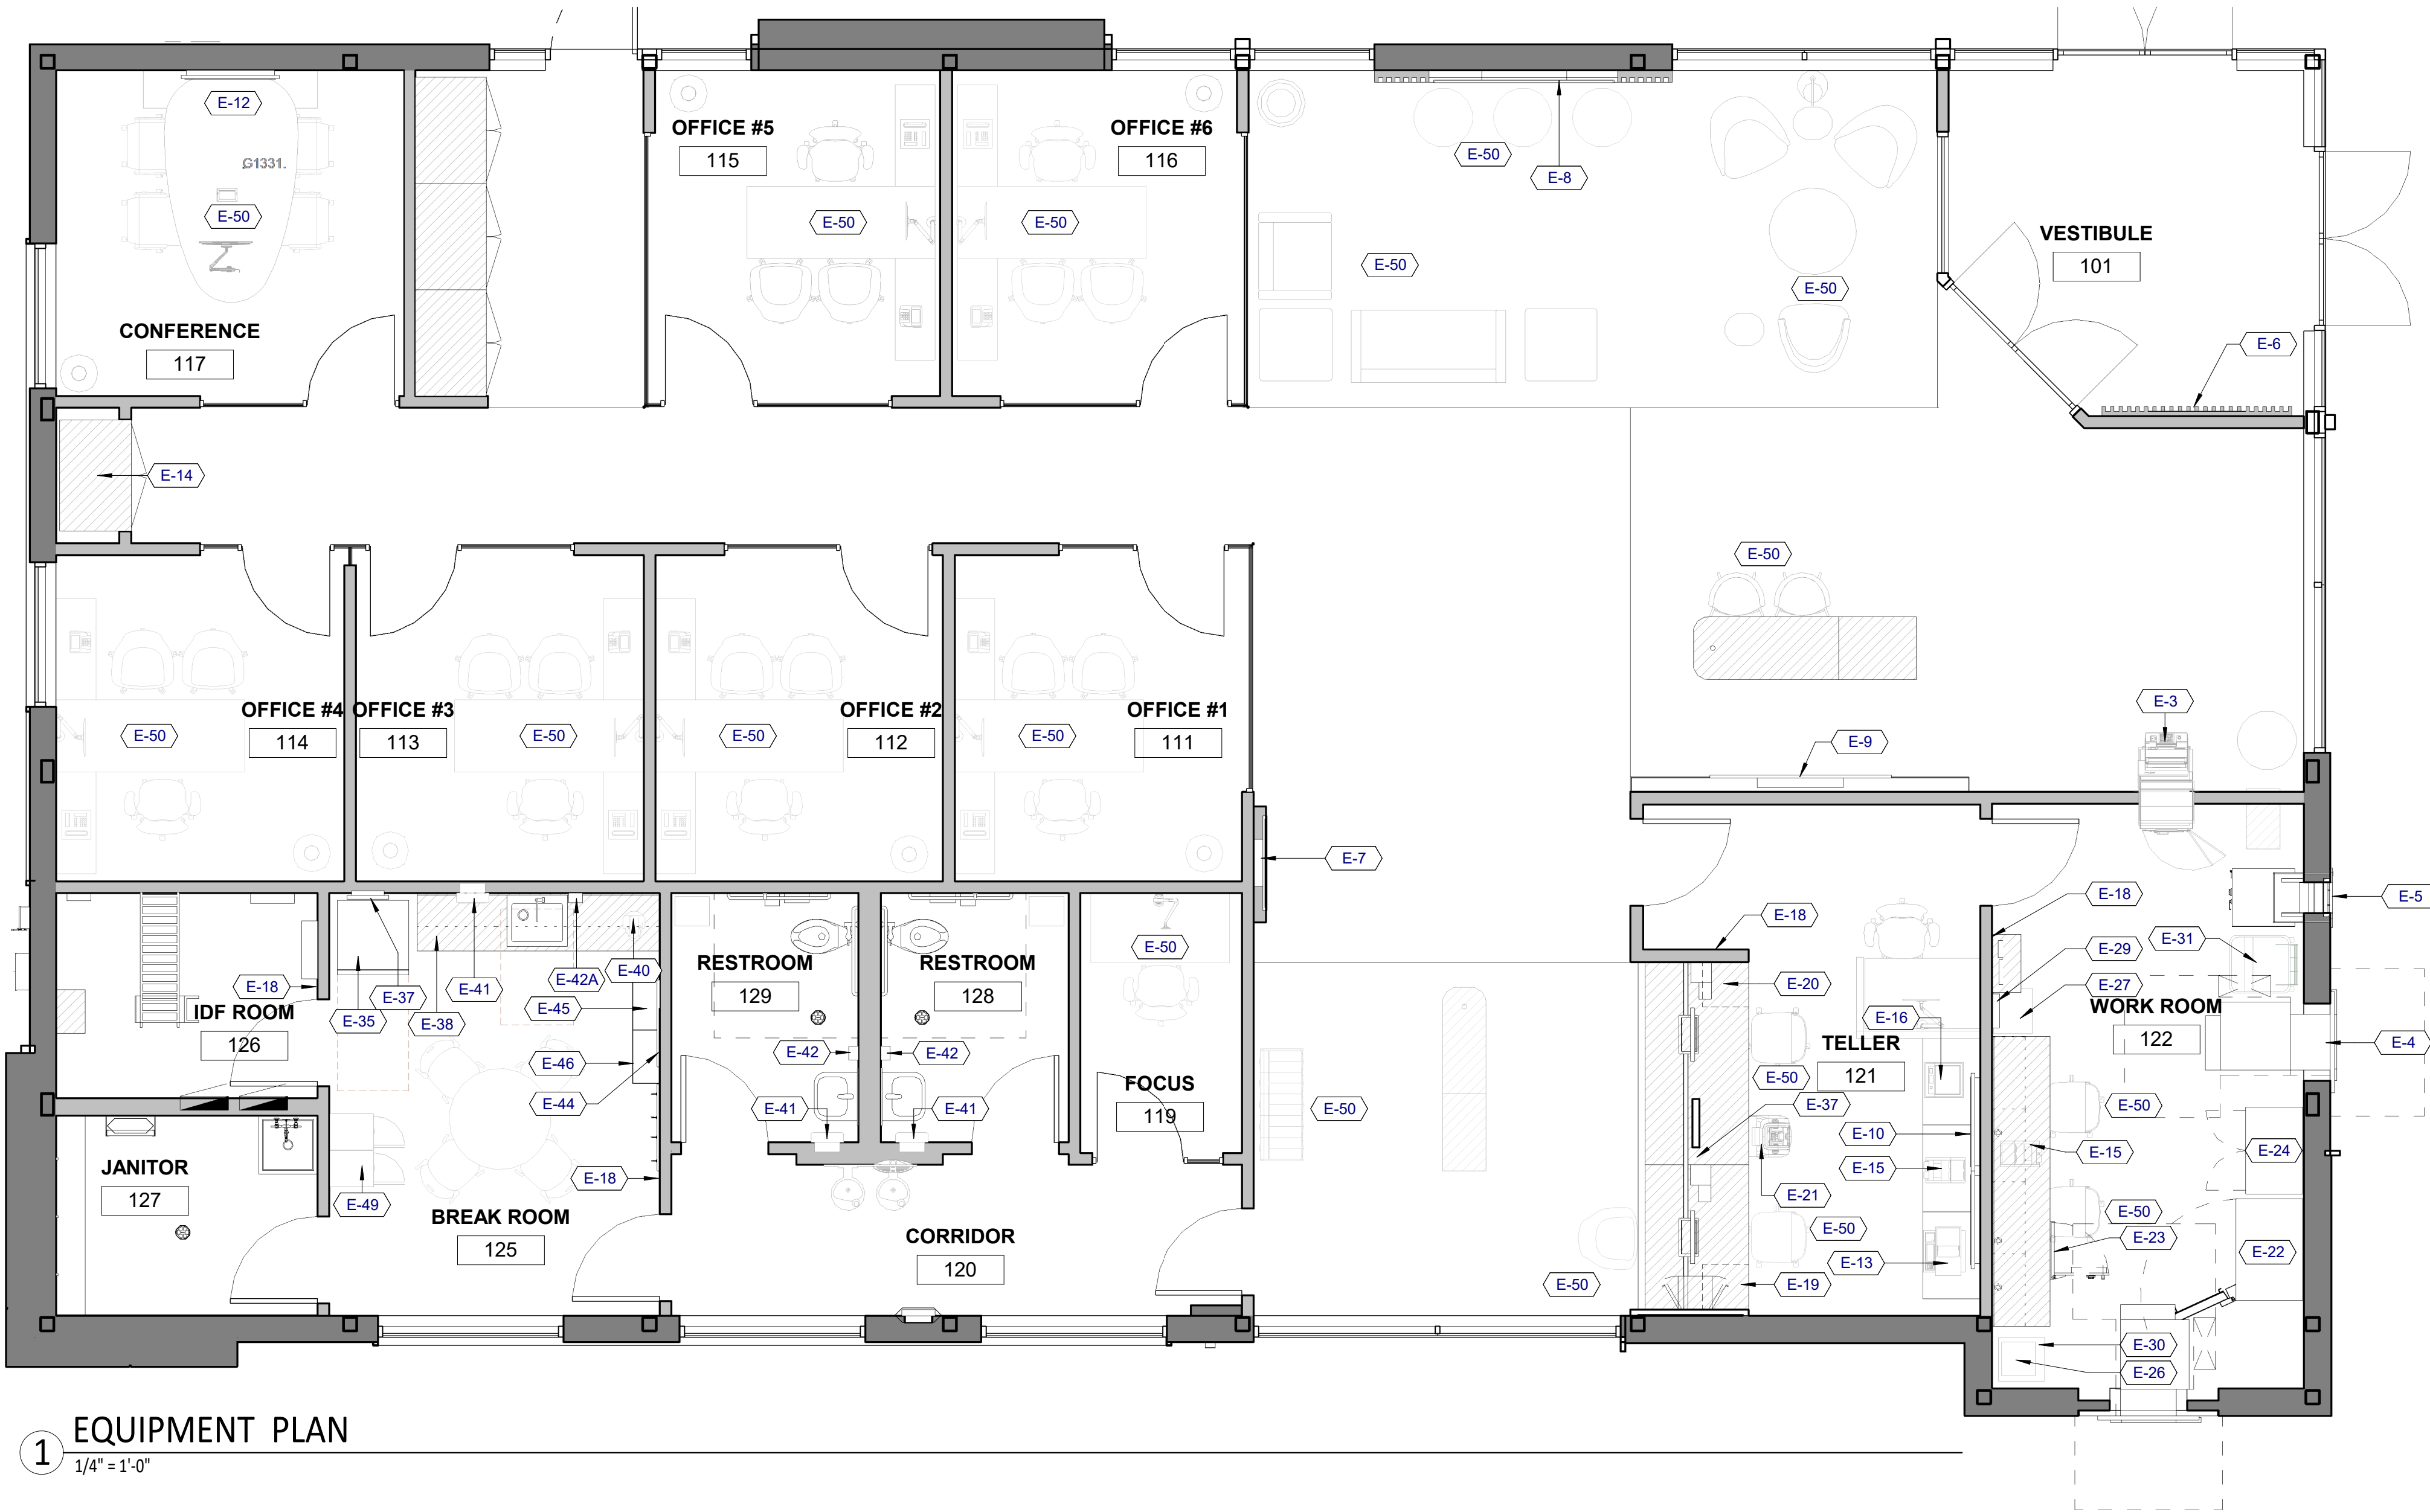 E-12
G1331.
E-50
CONFERENCE
117
OFFICE #5
115
E-50
OFFICE #6
116
E-50
E-50
E-8
E-50
E-50
VESTIBULE
101
E-6
E-14
E-50
OFFICE #4
114
E-50
OFFICE #3
113
E-50
OFFICE #2
112
E-50
OFFICE #1
111
E-50
E-3
E-9
E-7
E-5
E-18
E-18
E-29
E-31
E-27
E-20
E-16
WORK ROOM
122
E-4
TELLER
121
E-50
E-50
E-37
E-10
E-15
E-15
E-24
E-21
E-50
E-50
E-23
E-22
E-13
E-19
E-50
E-30
E-26
E-18
IDF ROOM
126
E-37
E-35
E-38
E-41
E-42A
E-40
E-45
E-46
E-44
RESTROOM
129
RESTROOM
128
E-42
E-42
E-41
E-41
E-50
FOCUS
119
E-50
JANITOR
127
E-49
E-18
BREAK ROOM
125
CORRIDOR
120
1
EQUIPMENT PLAN
1/4" = 1'-0"